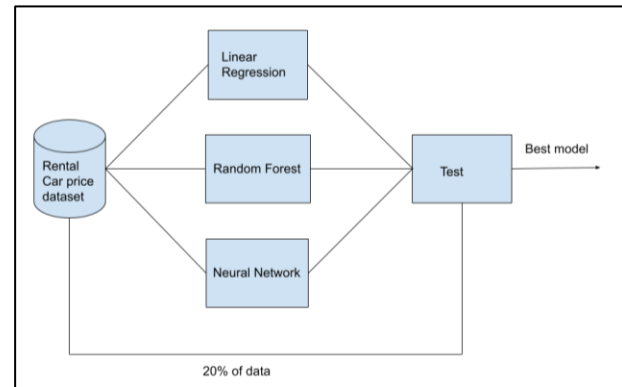 Linear
Regression
Rental
Car price
dataset
Random Forest
Test
Best model
Neural Network
20% of data